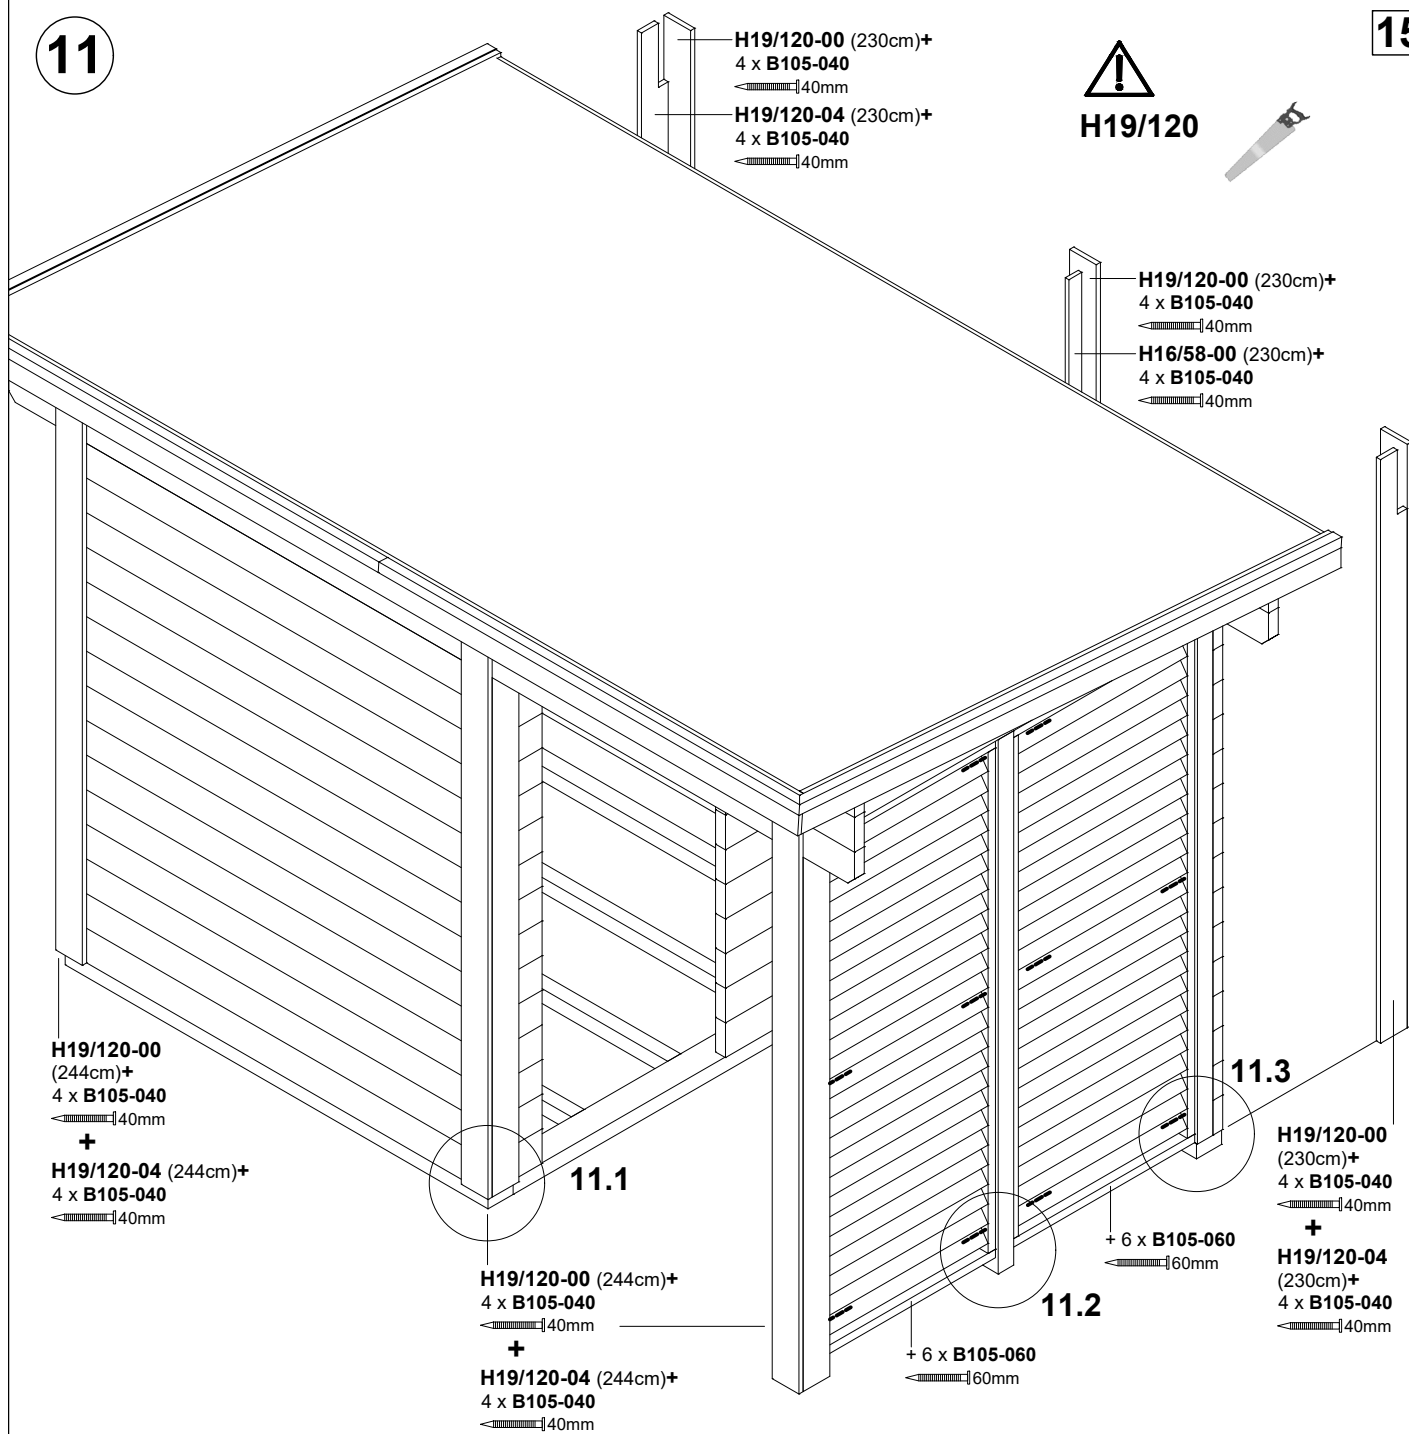 11
15
H19/120-00 (230cm)+
4 x B105-040
40mm
H19/120-04 (230cm)+
4 x B105-040
40mm
H19/120
H19/120-00 (230cm)+
4 x B105-040
40mm
H16/58-00 (230cm)+
4 x B105-040
40mm
H19/120-00
(244cm)+
4 x B105-040
40mm
+
H19/120-04 (244cm)+
4 x B105-040
40mm
11.1
H19/120-00 (244cm)+
4 x B105-040
40mm
+
H19/120-04 (244cm)+
4 x B105-040
40mm
11.2
+ 6 x B105-060
60mm
11.3
+ 6 x B105-060
60mm
H19/120-00
(230cm)+
4 x B105-040
40mm
+
H19/120-04
(230cm)+
4 x B105-040
40mm